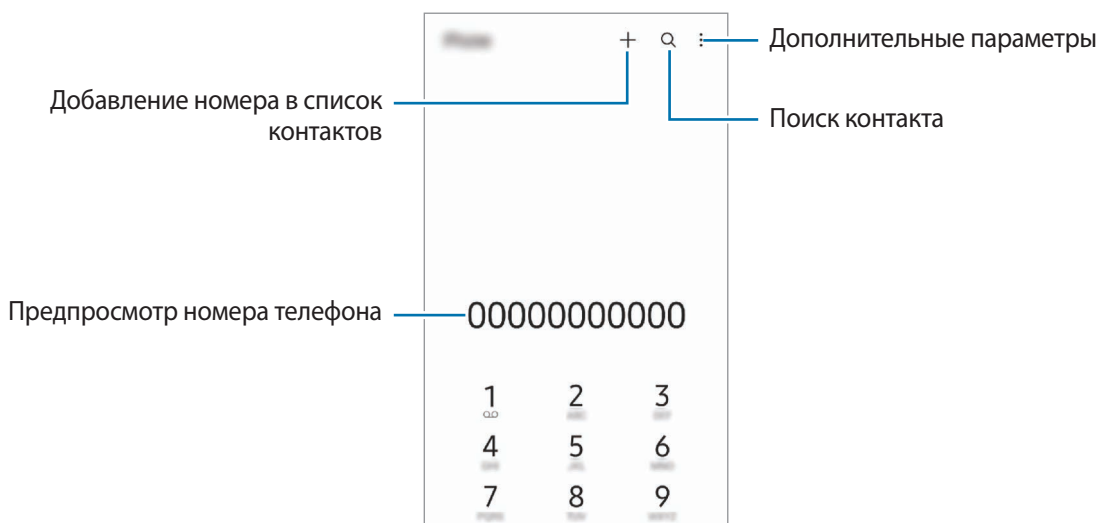 Дополнительные параметры
Добавление номера в список
контактов
Поиск контакта
Предпросмотр номера телефона
00000000000
1 2 3
4 5 6
7 8 9